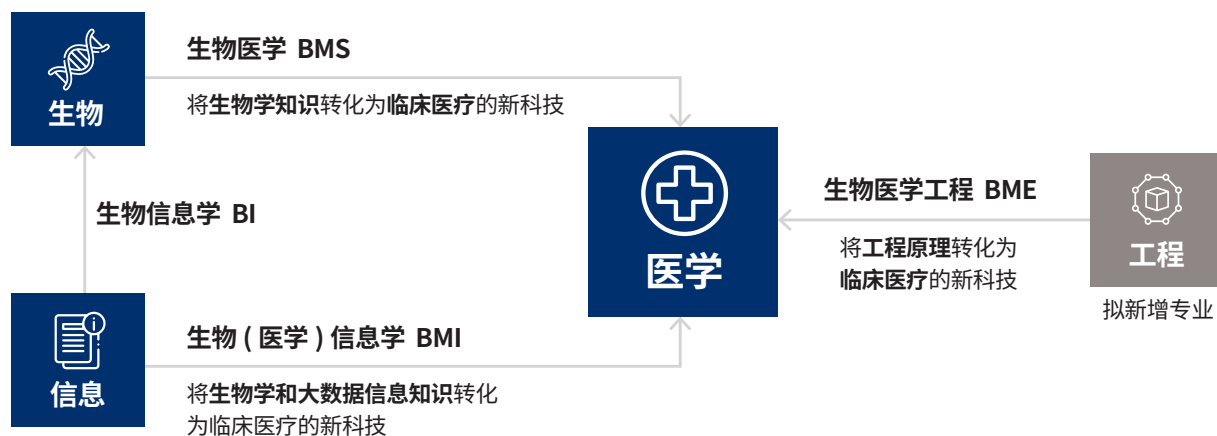 生物医学 BMS
生物
将生物学知识转化为临床医疗的新科技
生物信息学 BI
医学
生物医学工程 BME
将工程原理转化为
临床医疗的新科技
工程
拟新增专业
i
信息
生物 ( 医学 ) 信息学 BMI
将生物学和大数据信息知识转化
为临床医疗的新科技